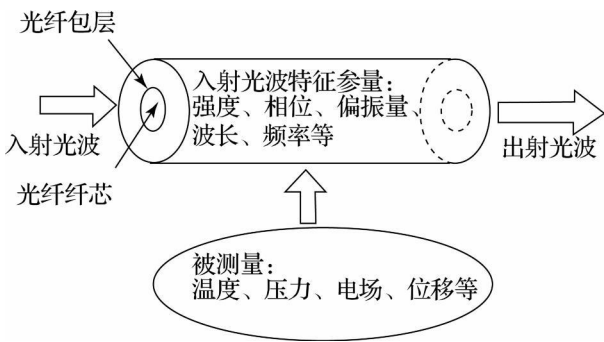 光纤包层
入射光波特征参量：
强度、相位、偏振量、
波长、频率等
入射光波
出射光波
光纤纤芯
被测量：
温度、压力、电场、位移等